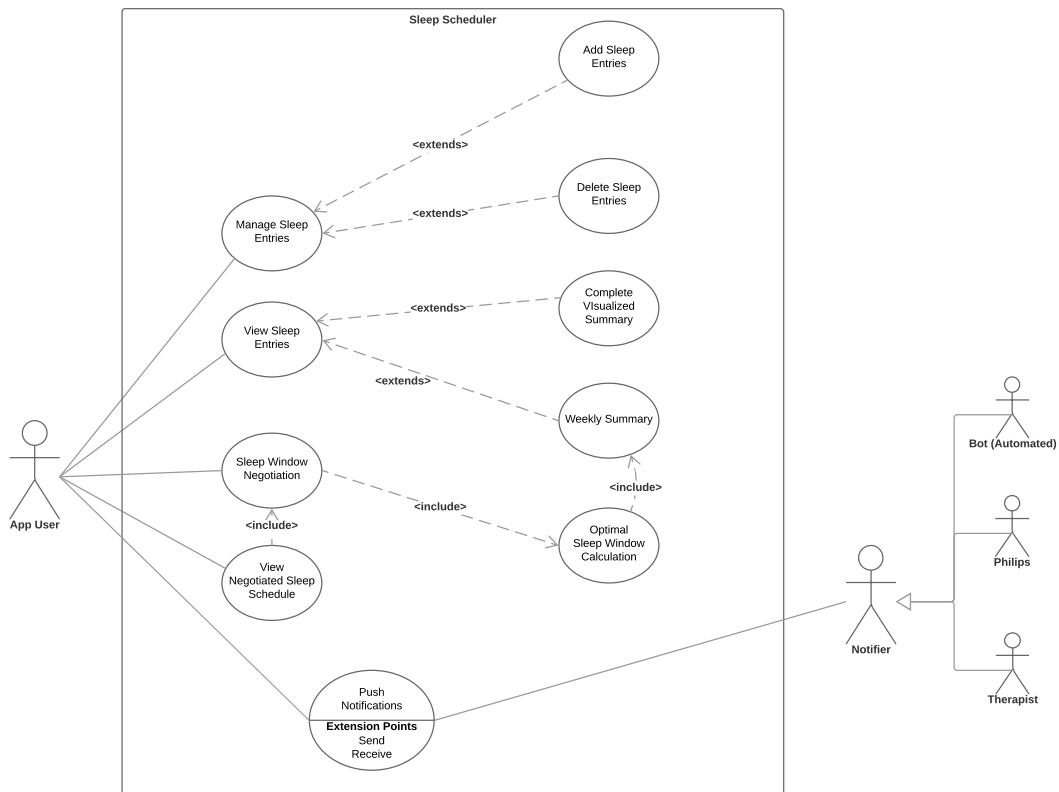 Sleep Scheduler
Add Sleep
Entries
<extends>
Delete Sleep
Entries
<extends>
Manage Sleep
Entries
Complete
VIsualized
Summary
<extends>
View Sleep
Entries
<extends>
Weekly Summary
Bot (Automated)
Sleep Window
Negotiation
<include>
<include>
App User
<include>
Optimal
Sleep Window
Calculation
View
Negotiated Sleep
Schedule
Philips
Notifier
Therapist
Push
Notifications
Extension Points
Send
Receive